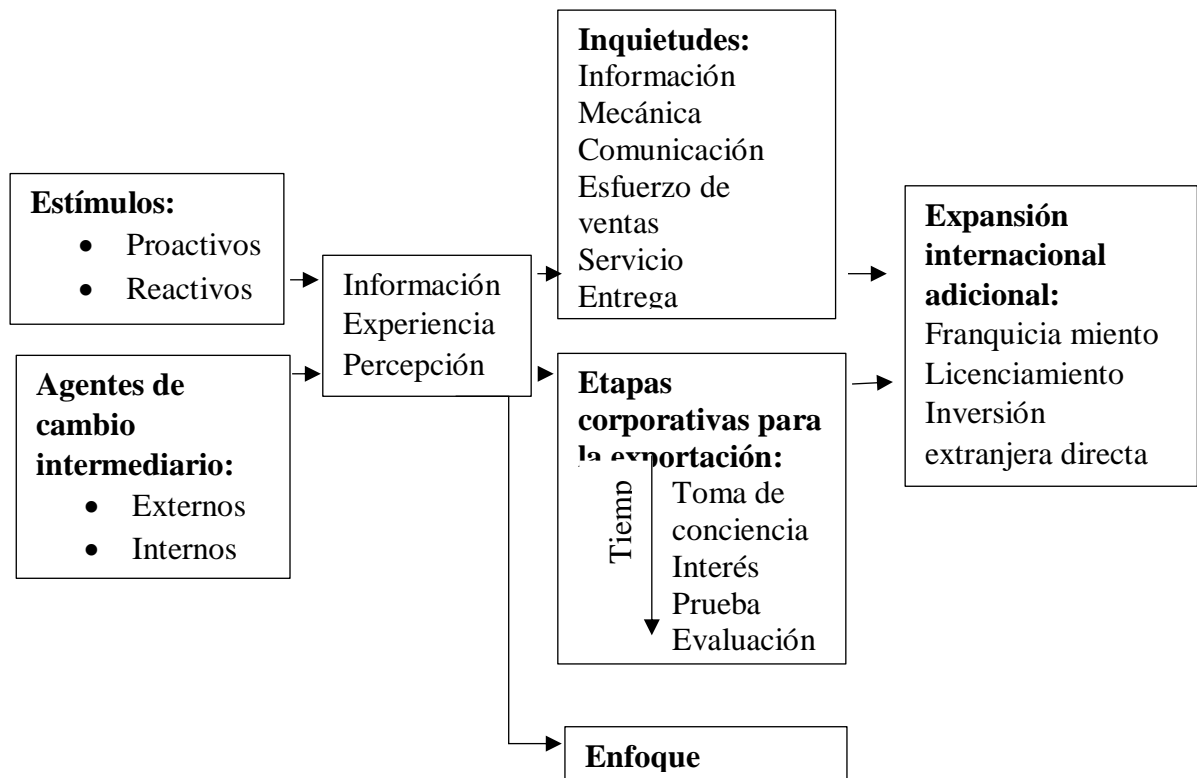 Estímulos:
• Proactivos
• Reactivos
Agentes de
cambio
intermediario:
• Externos
• Internos
Información
Experiencia
Percepción
Inquietudes:
Información
Mecánica
Comunicación
Esfuerzo de
ventas
Servicio
Entrega
Etapas
corporativas para
la exportación:
Tiemp
Toma de
conciencia
Interés
Prueba
Evaluación
Enfoque
Expansión
internacional
adicional:
Franquicia miento
Licenciamiento
Inversión
extranjera directa